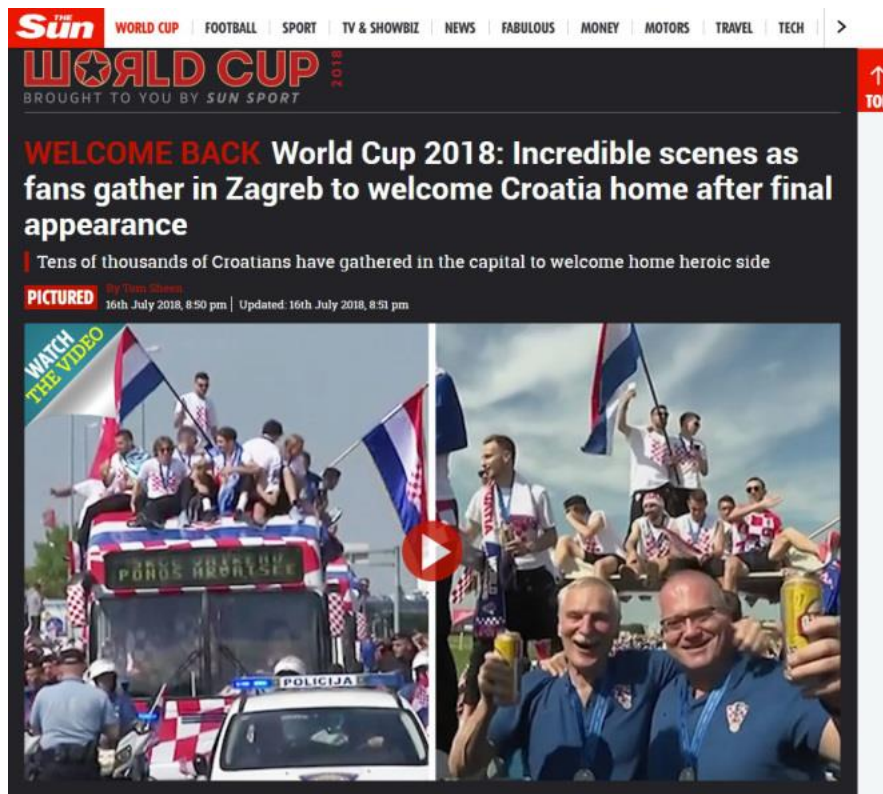 THE Sun
WORLD CUP FOOTBALL SPORT TV & SHOWBIZ NEWS FABULOUS MONEY MOTORS TRAVEL TECH >
WORLD CUP 2018
BROUGHT TO YOU BY SUN SPORT
↑
TO
WELCOME BACK World Cup 2018: Incredible scenes as
fans gather in Zagreb to welcome Croatia home after final
appearance
Tens of thousands of Croatians have gathered in the capital to welcome home heroic side
PICTURED
By Tom Sheen
16th July 2018, 8:50 pm | Updated: 16th July 2018, 8:51 pm
WATCH
THE VIDEO
PONOS HRVATSKE
POLICIJA